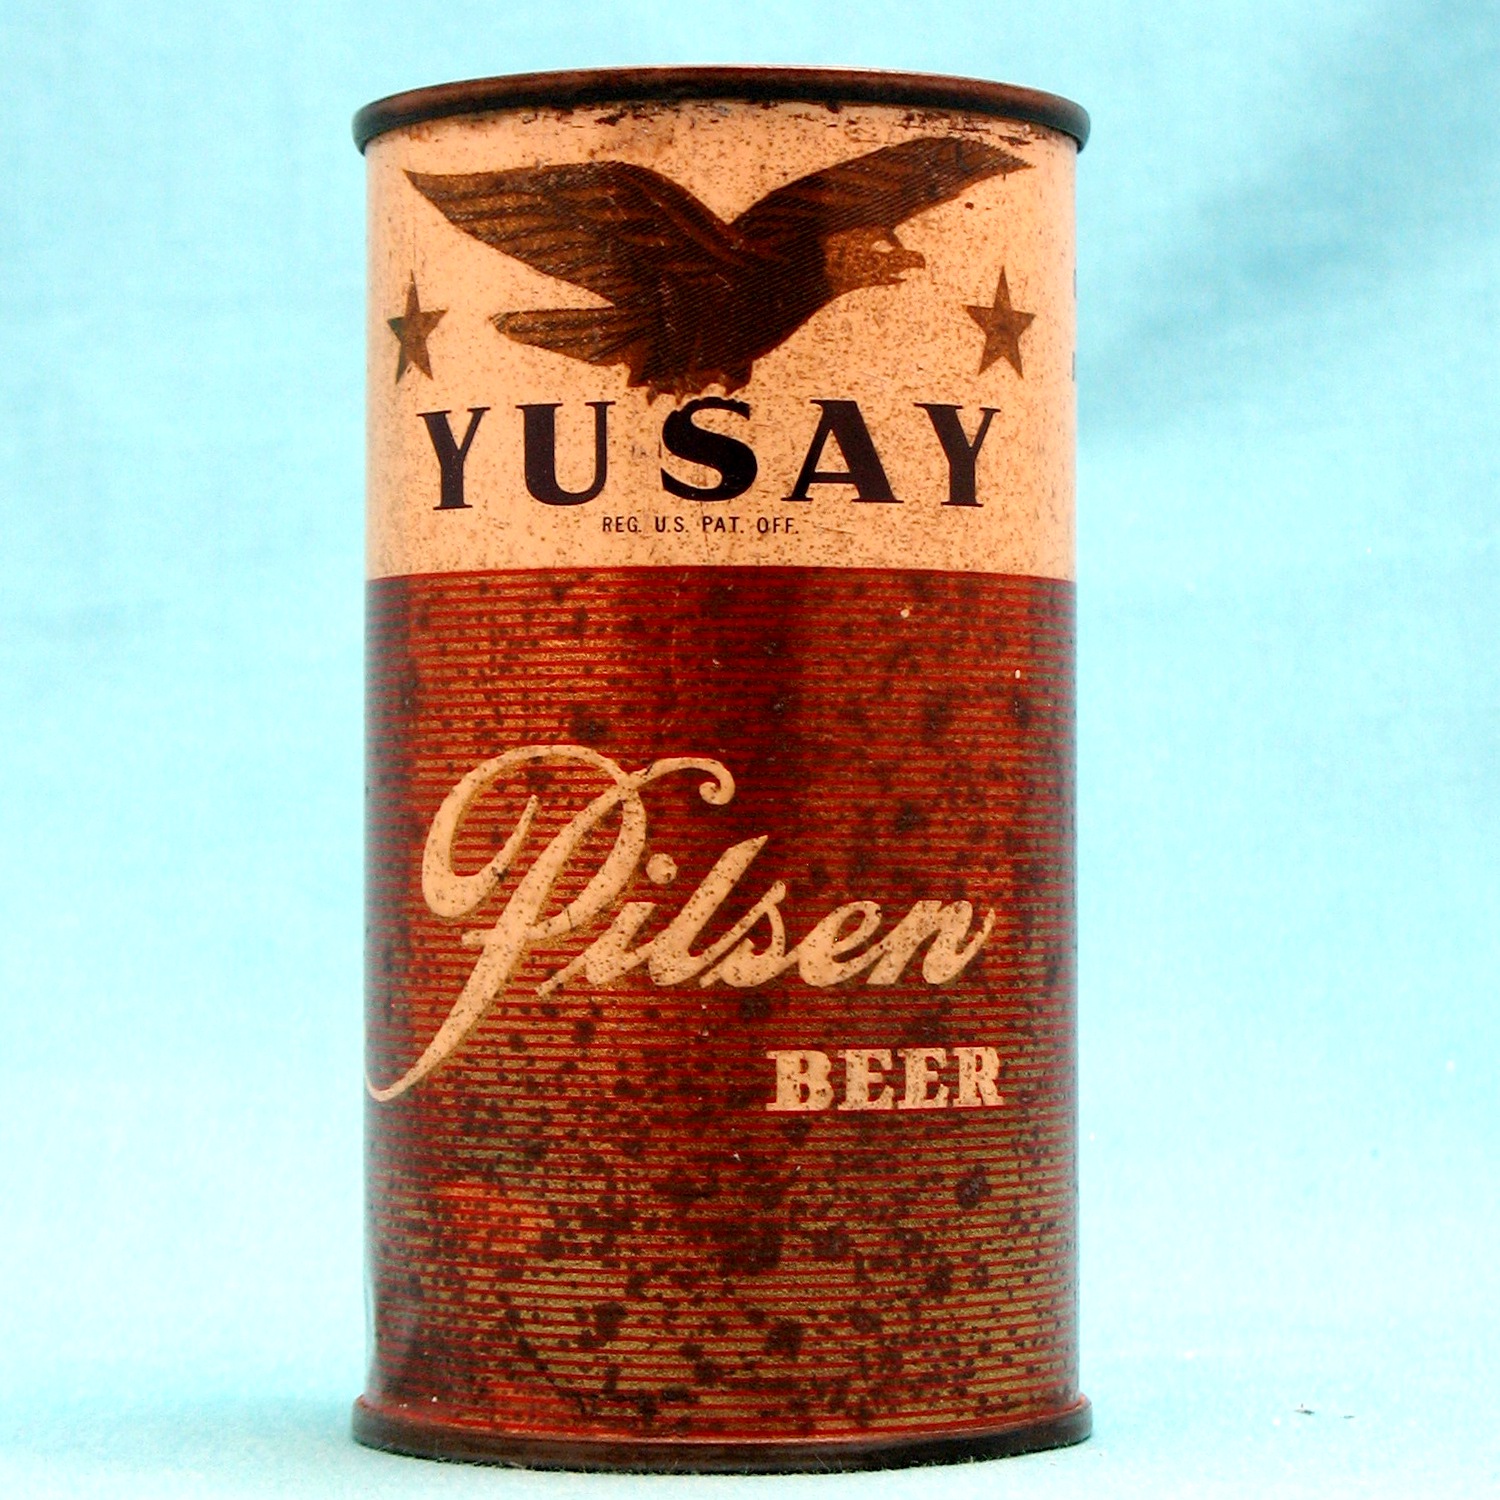 YUSAY
REG. U.S. PAT. OFF.
Pilsen
BEER